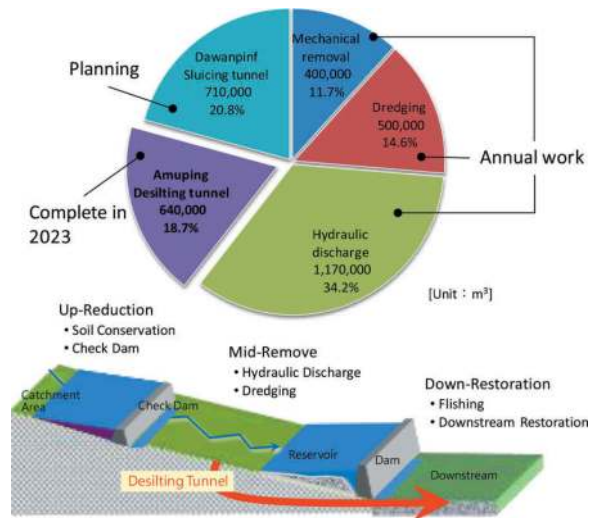 Planning
Dawanpinf
Sluicing tunnel
710,000
20.8%
Mechanical
removal
400,000
11.7%
Dredging
500,000
14.6%
Annual work
Amuping
Desilting tunnel
640,000
18.7%
Complete in
2023
Hydraulic
discharge
1,170,000
34.2%
[Unit : m³]
Up-Reduction
• Soil Conservation
• Check Dam
Mid-Remove
• Hydraulic Discharge
• Dredging
Down-Restoration
• Flishing
• Downstream Restoration
Catchment
Area
Check Dam
Reservoir
Dam
Downstream
Desilting Tunnel